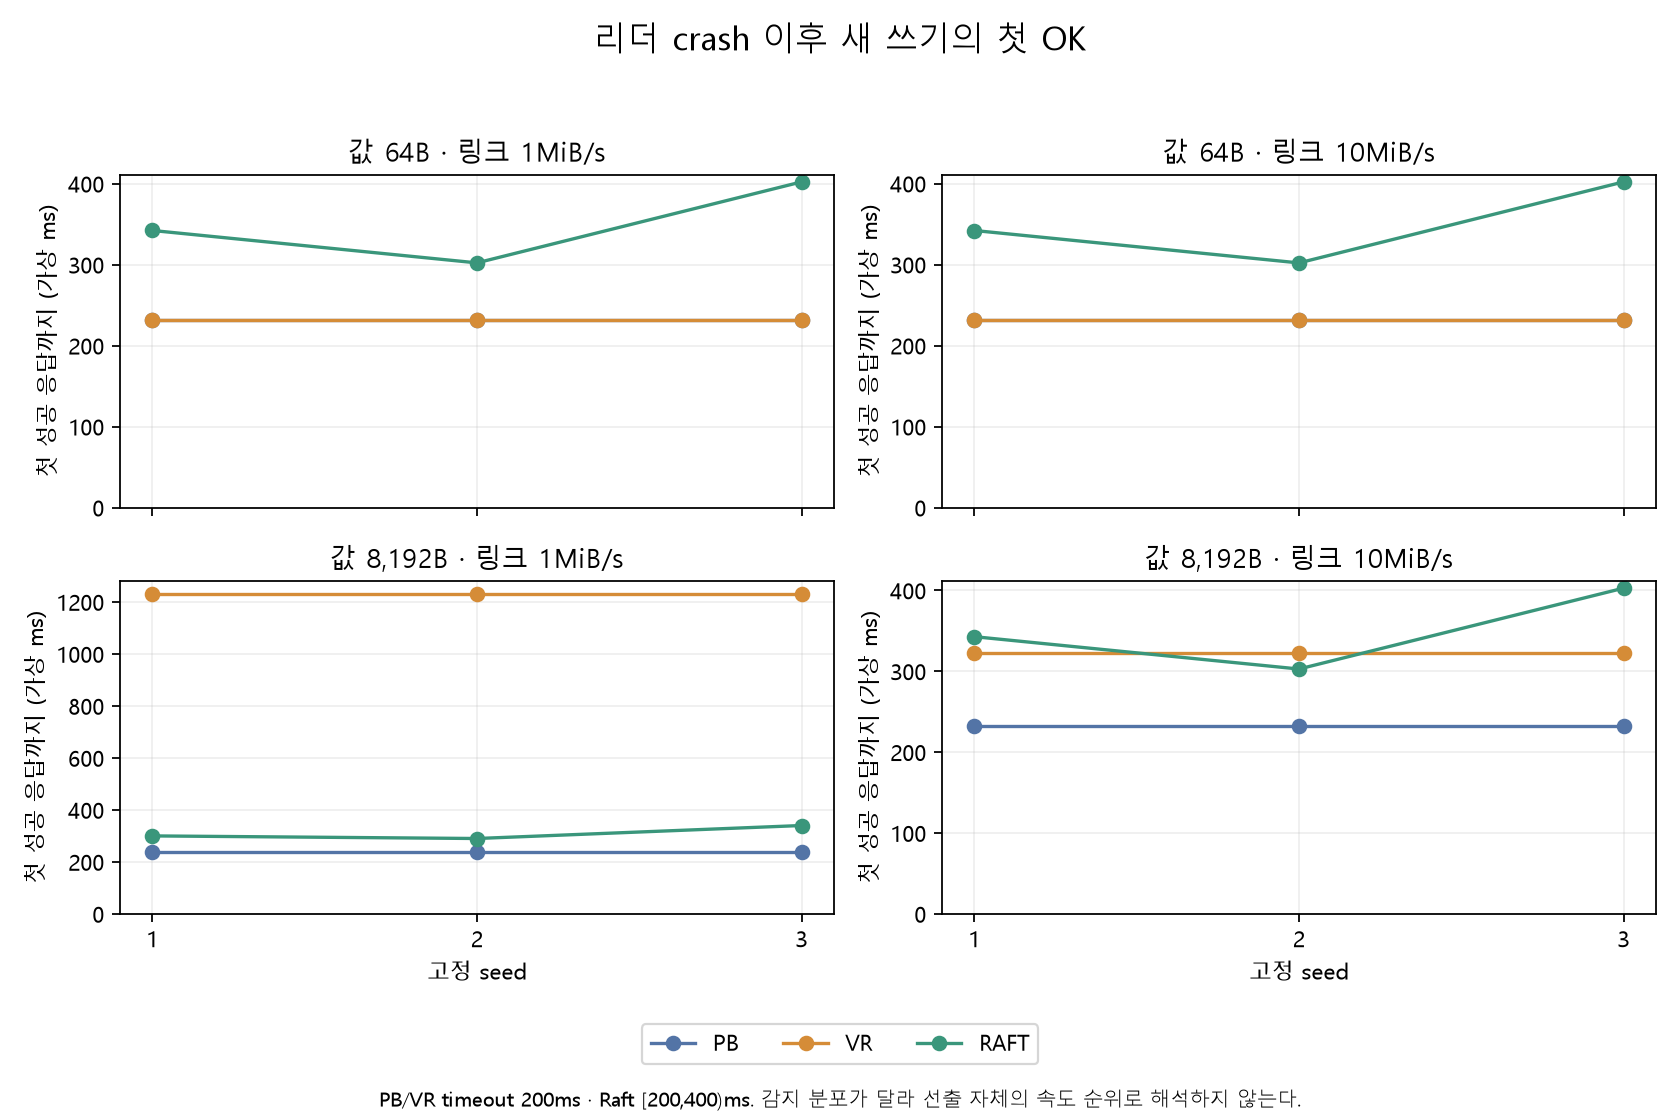 리더 crash 이후 새 쓰기의 첫 OK
값 64B · 링크 1MiB/s
첫 성공 응답까지 (가상 ms)
400
300
200
100
0
값 64B · 링크 10MiB/s
첫 성공 응답까지 (가상 ms)
400
300
200
100
0
값 8,192B · 링크 1MiB/s
첫 성공 응답까지 (가상 ms)
1200
1000
800
600
400
200
0
1 2 3
고정 seed
값 8,192B · 링크 10MiB/s
첫 성공 응답까지 (가상 ms)
400
300
200
100
0
1 2 3
고정 seed
PB VR RAFT
PB/VR timeout 200ms · Raft [200,400)ms. 감지 분포가 달라 선출 자체의 속도 순위로 해석하지 않는다.